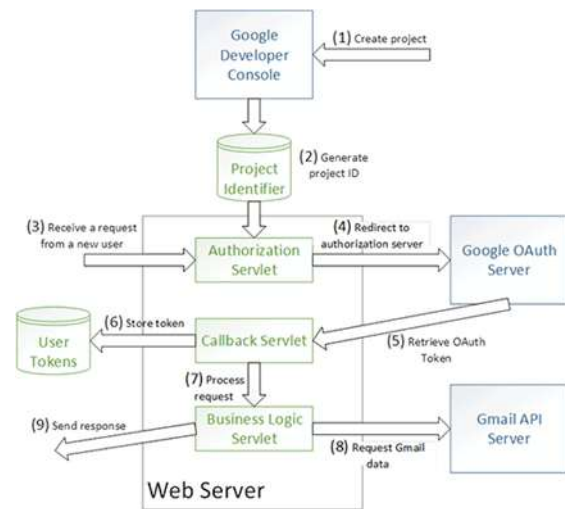 Google
Developer
Console
(1) Create project
(2) Generate
project ID
Project
Identifier
(3) Receive a request
from a new user
Authorization
Servlet
(4) Redirect to
authorization server
Google OAuth
Server
(5) Retrieve OAuth
Token
(6) Store token
User
Tokens
Callback Servlet
(7) Process
request
Business Logic
Servlet
(8) Request Gmail
data
Gmail API
Server
(9) Send response
Web Server